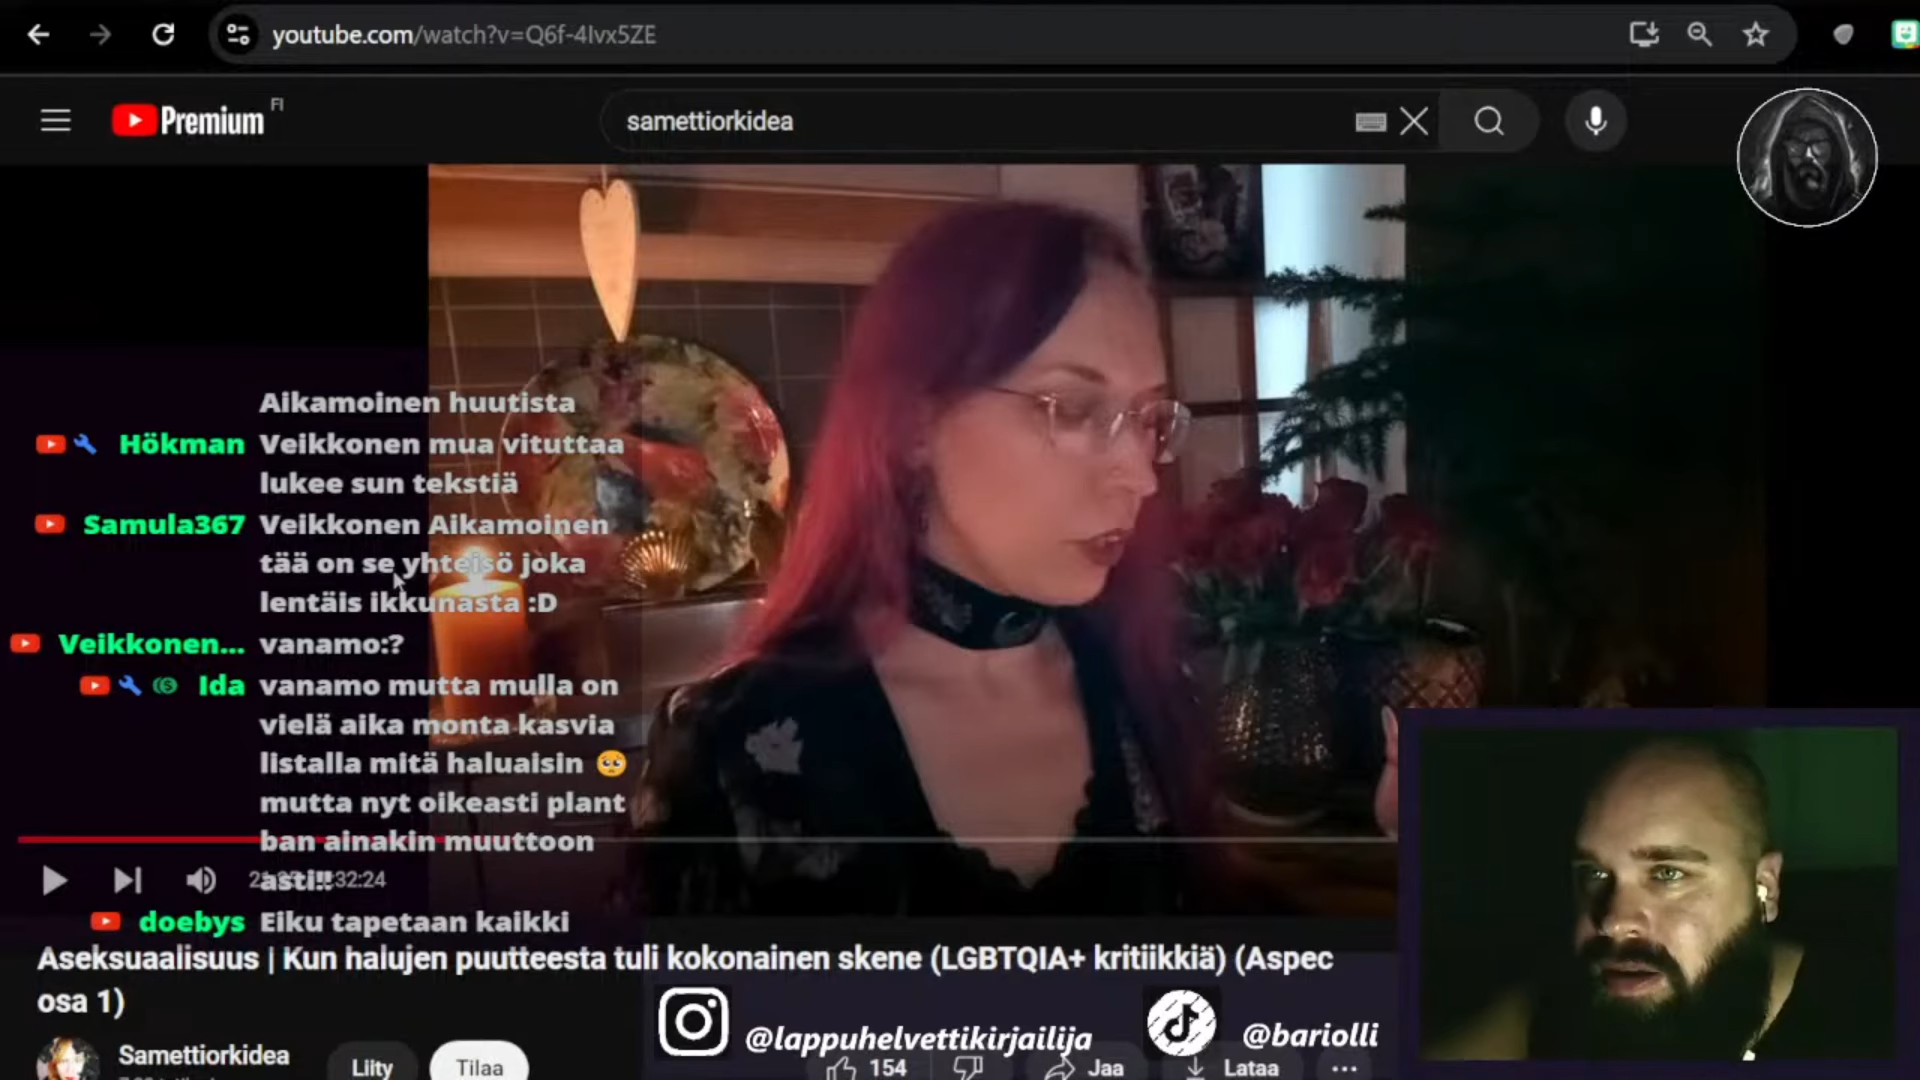 youtube.com/watch?v=Q6f-4lvx5ZE
Premium
FI
samettiorkidea
Aikamoinen huutista
Hökman Veikkonen mua vituttaa
lukee sun tekstiä
Samula367 Veikkonen Aikamoinen
tää on se yhteisö joka
lentäis ikkunasta :D
Veikkonen... vanamo:?
Ida vanamo mutta mulla on
vielä aika monta kasvia
listalla mitä haluaisin 🥺
mutta nyt oikeasti plant
ban ainakin muuttoon
asti!!
32:24
doebys Eiku tapetaan kaikki
Aseksuaalisuus | Kun halujen puutteesta tuli kokonainen skene (LGBTQIA+ kritiikkiä) (Aspec
osa 1)
@lappuhelvettikirjailija
@bariolli
Samettiorkidea
Liity
Tilaa
154
Jaa
Lataa